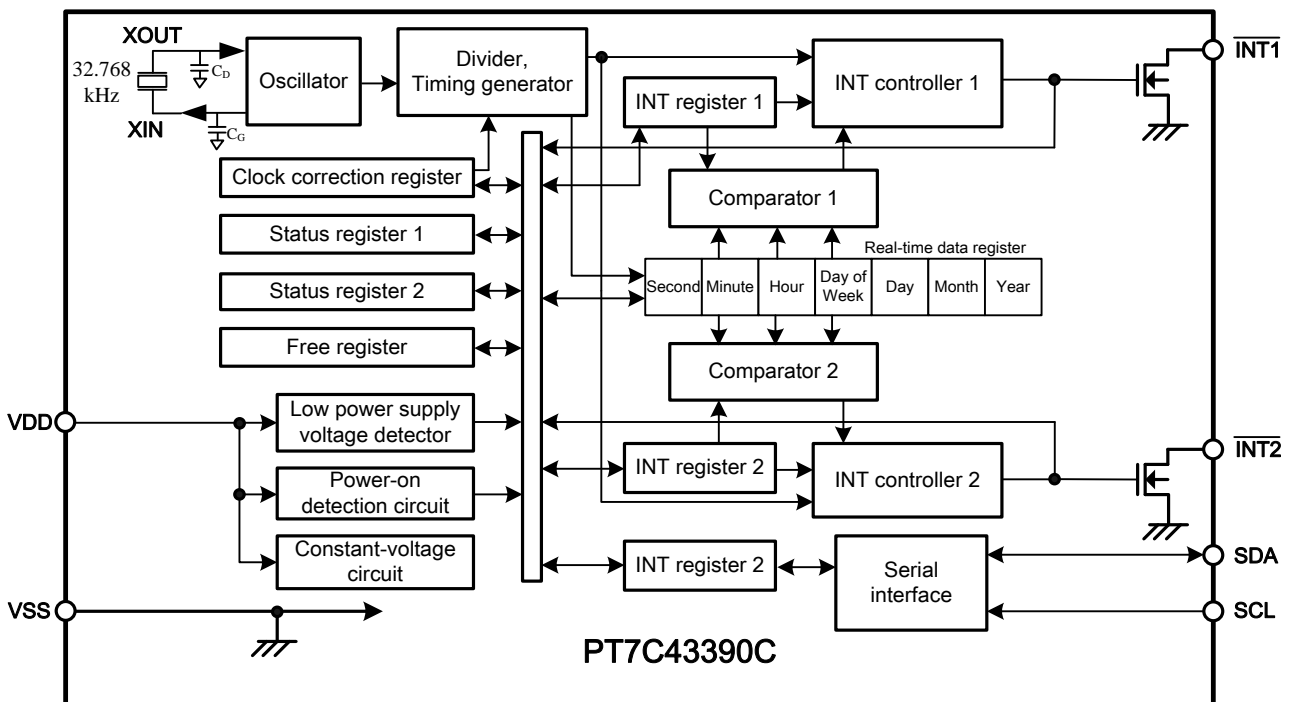 XOUT
32.768
kHz
XIN
CD
CG
Oscillator
Divider,
Timing generator
INT register 1
INT controller 1
INT1
Clock correction register
Status register 1
Status register 2
Free register
Comparator 1
Real-time data register
Second
Minute
Hour
Day of
Week
Day
Month
Year
Comparator 2
VDD
Low power supply
voltage detector
Power-on
detection circuit
Constant-voltage
circuit
INT register 2
INT controller 2
INT2
INT register 2
Serial
interface
SDA
SCL
VSS
PT7C43390C